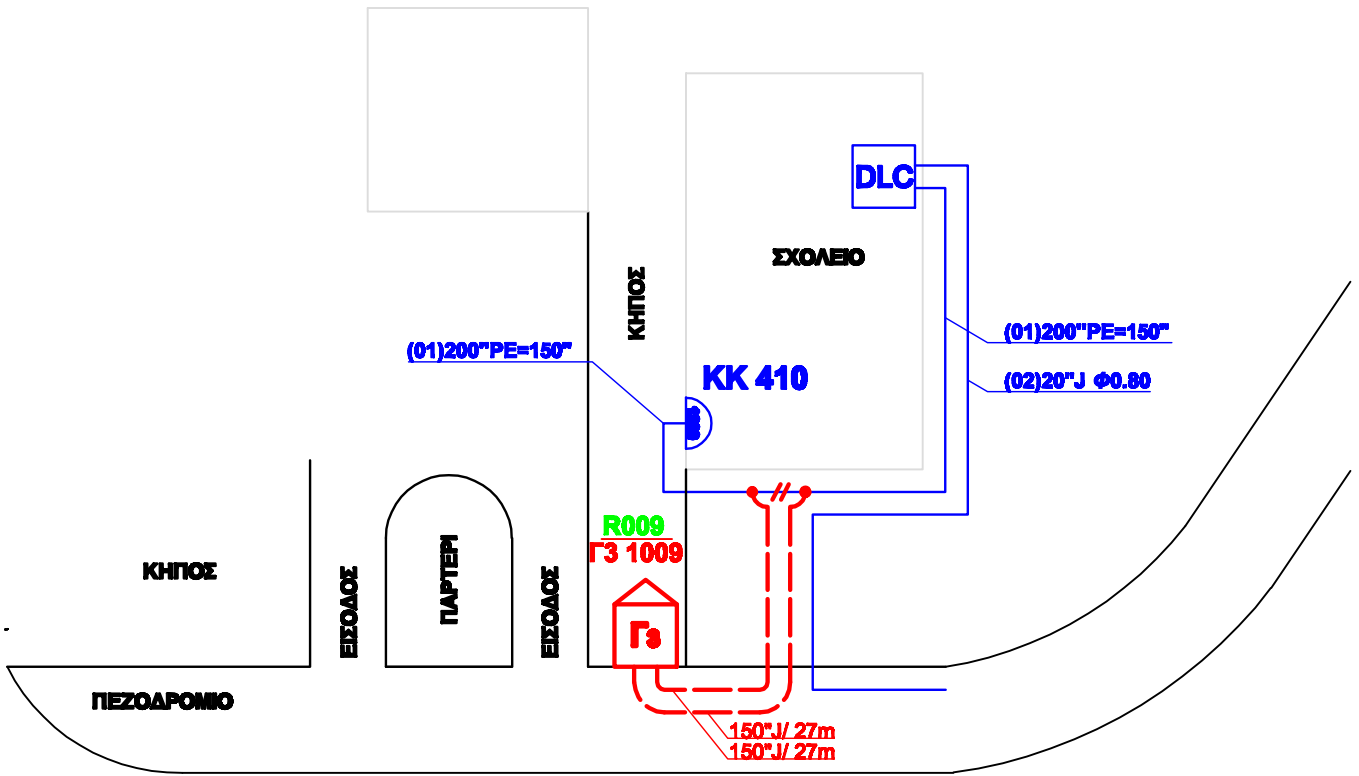 DLC
ΣΧΟΛΕΙΟ
ΚΗΠΟΣ
(01)200"PE=150"
(01)200"PE=150"
ΚΚ 410
(02)20"J Φ0.80
R009
Γ3 1009
ΚΗΠΟΣ
ΕΙΣΟΔΟΣ
ΠΑΡΤΕΡΙ
ΕΙΣΟΔΟΣ
Γ3
ΠΕΖΟΔΡΟΜΙΟ
150"J/ 27m
150"J/ 27m